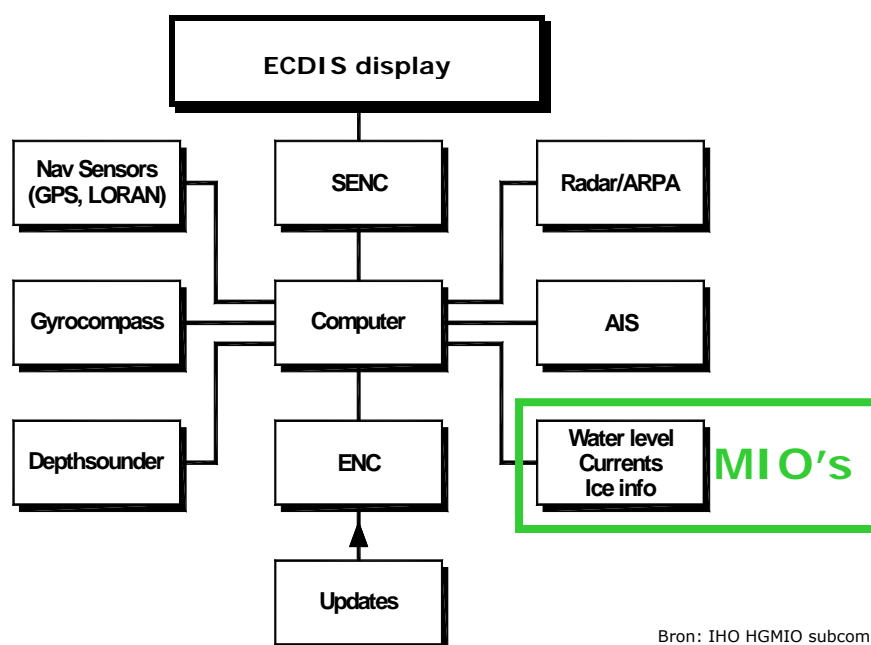 ECDIS display
Nav Sensors
(GPS, LORAN)
SENC
Radar/ARPA
Gyrocompass
Computer
AIS
Depthsounder
ENC
Water level
Currents
Ice info
MIO's
Updates
Bron: IHO HGMIO subcom